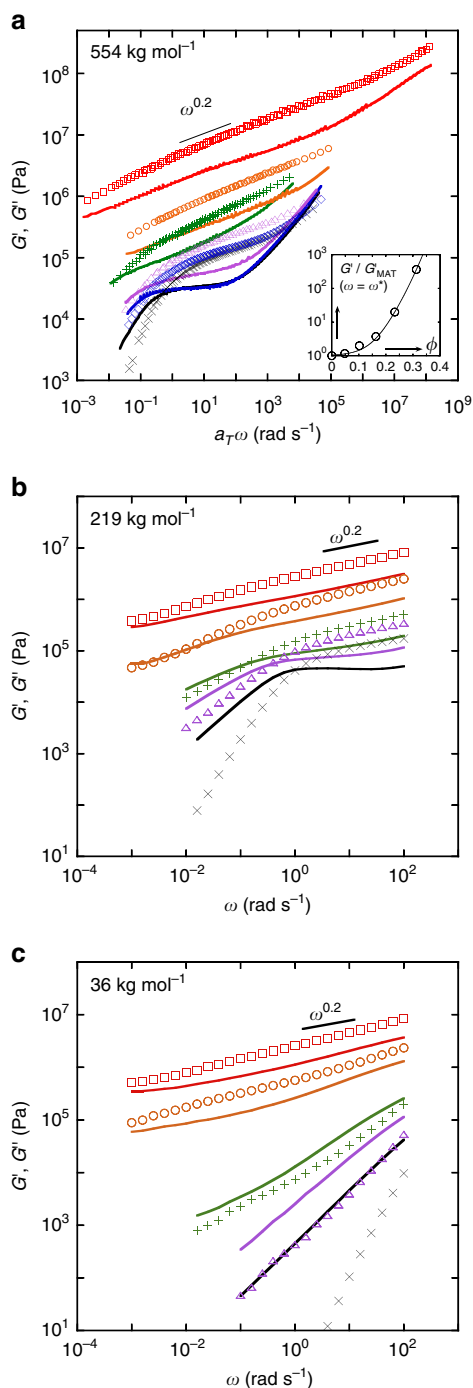 a
554 kg mol⁻¹
10⁸
10⁷
10⁶
10⁵
10⁴
10³
G′, G″ (Pa)
ω^0.2
G′ / G′MAT
(ω = ω*)
10³
10²
10¹
10⁰
0 0.1 0.2 0.3 0.4
ϕ
10⁻³ 10⁻¹ 10¹ 10³ 10⁵ 10⁷ 10⁹
a_Tω (rad s⁻¹)
b
219 kg mol⁻¹
ω^0.2
10⁷
10⁵
10³
10¹
G′, G″ (Pa)
10⁻⁴ 10⁻² 10⁰ 10²
ω (rad s⁻¹)
c
36 kg mol⁻¹
ω^0.2
10⁷
10⁵
10³
10¹
G′, G″ (Pa)
10⁻⁴ 10⁻² 10⁰ 10²
ω (rad s⁻¹)